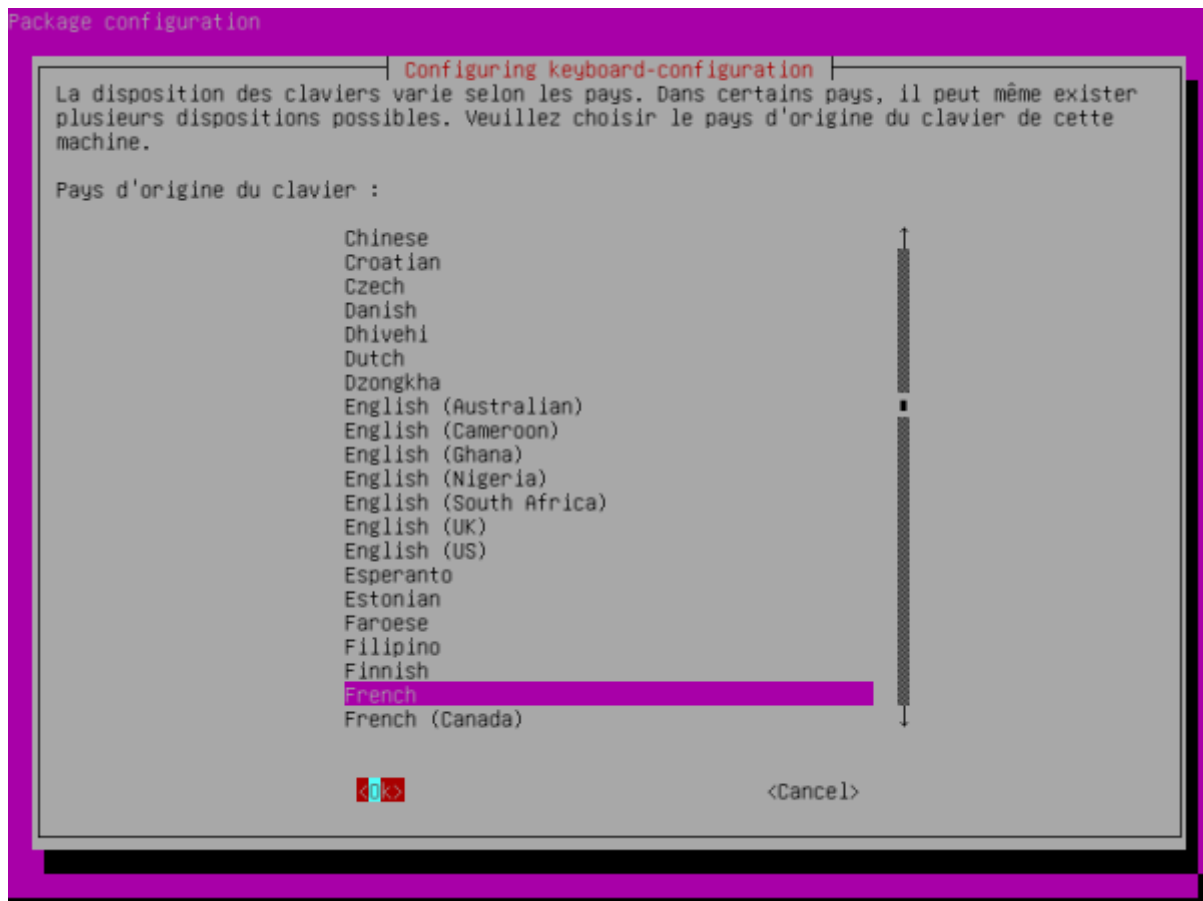 Package configuration
Configuring keyboard-configuration
La disposition des claviers varie selon les pays. Dans certains pays, il peut même exister
plusieurs dispositions possibles. Veuillez choisir le pays d'origine du clavier de cette
machine.
Pays d'origine du clavier :
Chinese
Croatian
Czech
Danish
Dhivehi
Dutch
Dzongkha
English (Australian)
English (Cameroon)
English (Ghana)
English (Nigeria)
English (South Africa)
English (UK)
English (US)
Esperanto
Estonian
Faroese
Filipino
Finnish
French
French (Canada)
<Ok> <Cancel>